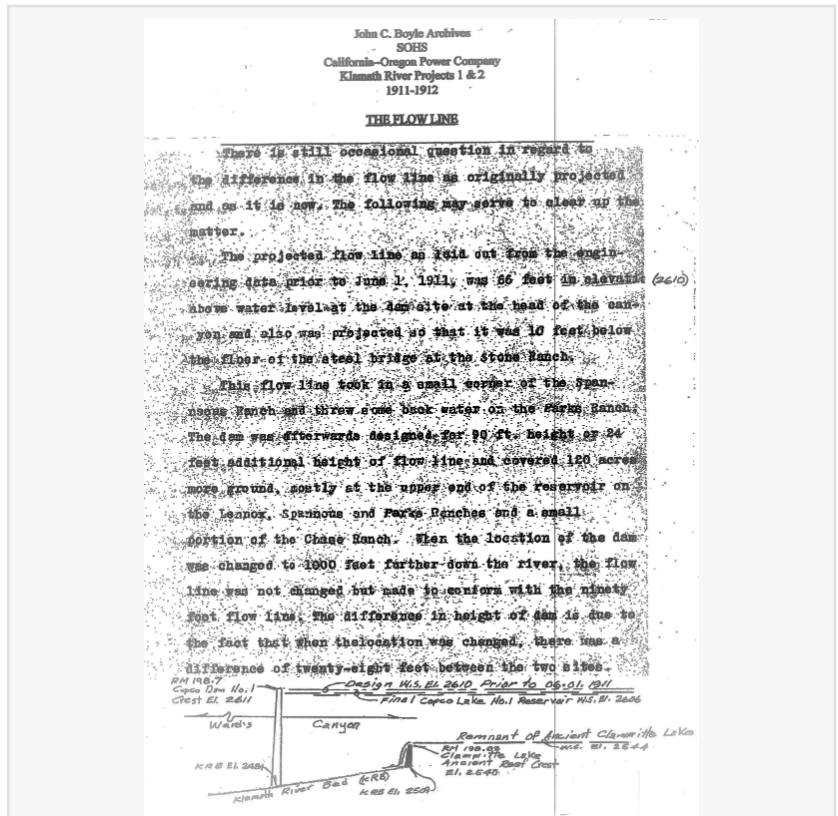 John C. Boyle Archives
SOHS
California-Oregon Power Company
Klamath River Projects 1 & 2
1911-1912
THE FLOW LINE
There is still occasional question in regard to
the difference in the flow line as originally projected
and as it is now. The following may serve to clear up the
matter.
The projected flow line as laid out from the engin-
eering data prior to June 1, 1911, was 66 feet in elevatio (2610)
above water level at the dam site at the head of the can-
yon and also was projected so that it was 10 feet below
the floor of the steel bridge at the Stone Ranch.
This flow line took in a small corner of the Span-
Ranch and threw some back water on the Parks Ranch.
The dam was afterwards designed for 90 ft. height or 24
feet additional height of flow line and covered 120 acres
more ground, mostly at the upper end of the reservoir on
the Lennox, Spannous and Parks Ranches and a small
portion of the Chase Ranch. When the location of the dam
was changed to 1000 feet farther down the river, the flow
line was not changed but made to conform with the ninety
foot flow line. The difference in height of dam is due to
the fact that when thelocation was changed, there was a
difference of twenty-eight feet between the two sites.
RM 198.7
Copco Dam No.1
Crest El. 2611
Design W.S. El. 2610 Prior to 06.01.1911
Final Copco Lake No.1 Reservoir W.S. El. 2606
Ward's Canyon
Remnant of Ancient Clammitte Lake
W.S. El. 2544
RM 198.99
Clammitte Lake
Ancient Reef Crest
El. 2548
KRB El.
Klamath River Bed (KRB)
KRB El.